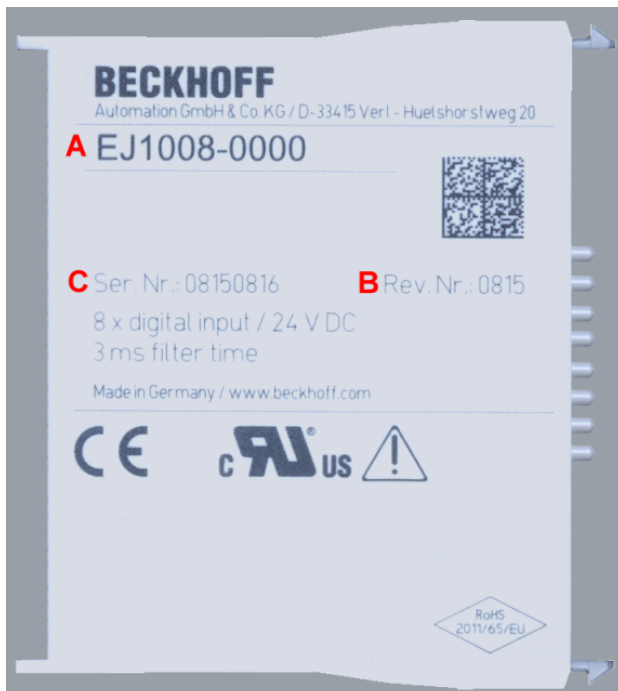 BECKHOFF
Automation GmbH & Co. KG / D-33415 Verl - Huelshorstweg 20
A EJ1008-0000
C Ser. Nr.: 08150816 B Rev. Nr.: 0815
8 x digital input / 24 V DC
3 ms filter time
Made in Germany / www.beckhoff.com
CE c RU ® US
RoHS
2011/65/EU